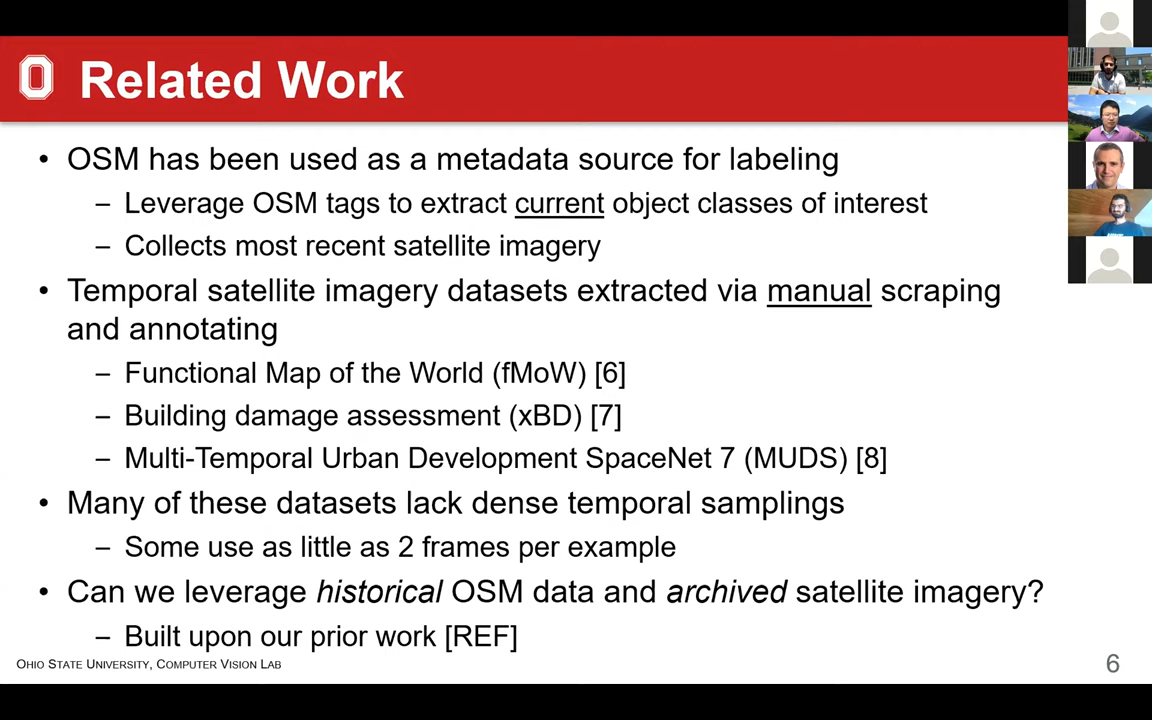 Related Work
• OSM has been used as a metadata source for labeling
– Leverage OSM tags to extract current object classes of interest
– Collects most recent satellite imagery
• Temporal satellite imagery datasets extracted via manual scraping
and annotating
– Functional Map of the World (fMoW) [6]
– Building damage assessment (xBD) [7]
– Multi-Temporal Urban Development SpaceNet 7 (MUDS) [8]
• Many of these datasets lack dense temporal samplings
– Some use as little as 2 frames per example
• Can we leverage historical OSM data and archived satellite imagery?
– Built upon our prior work [REF]
OHIO STATE UNIVERSITY, COMPUTER VISION LAB
6